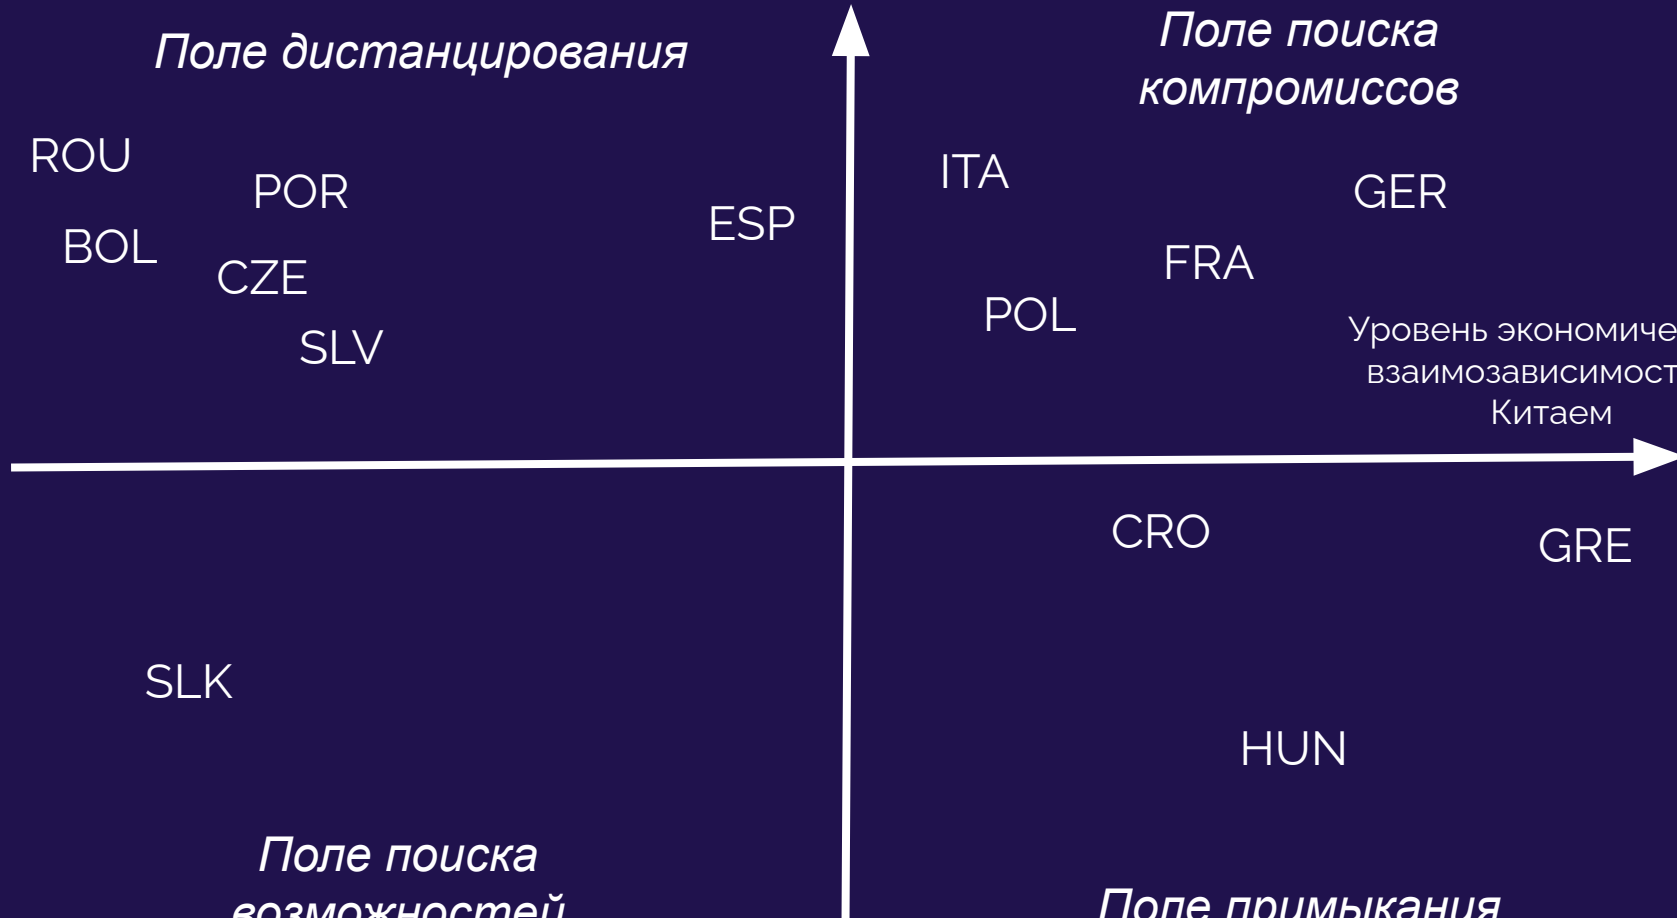 Поле дистанцирования
Поле поиска
компромиссов
ROU
POR
BOL
CZE
SLV
ESP
ITA
GER
FRA
POL
Уровень экономиче
взаимозависимост
Китаем
CRO
GRE
SLK
HUN
Поле поиска
возможностей
Поле примыкания